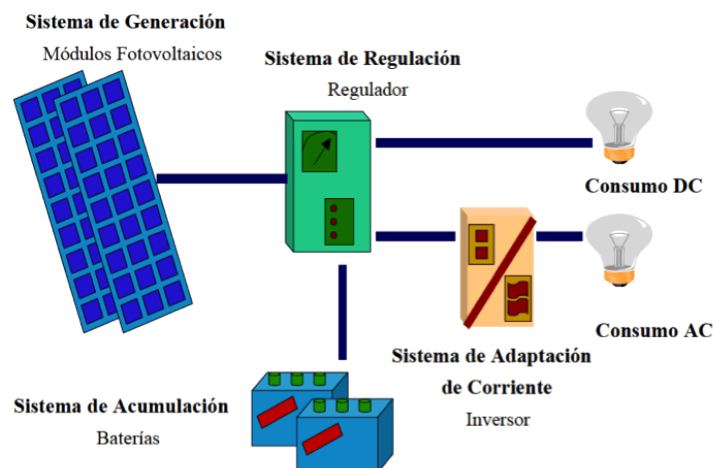 Sistema de Generación
Módulos Fotovoltaicos
Sistema de Regulación
Regulador
Consumo DC
Consumo AC
Sistema de Adaptación
de Corriente
Inversor
Sistema de Acumulación
Baterías